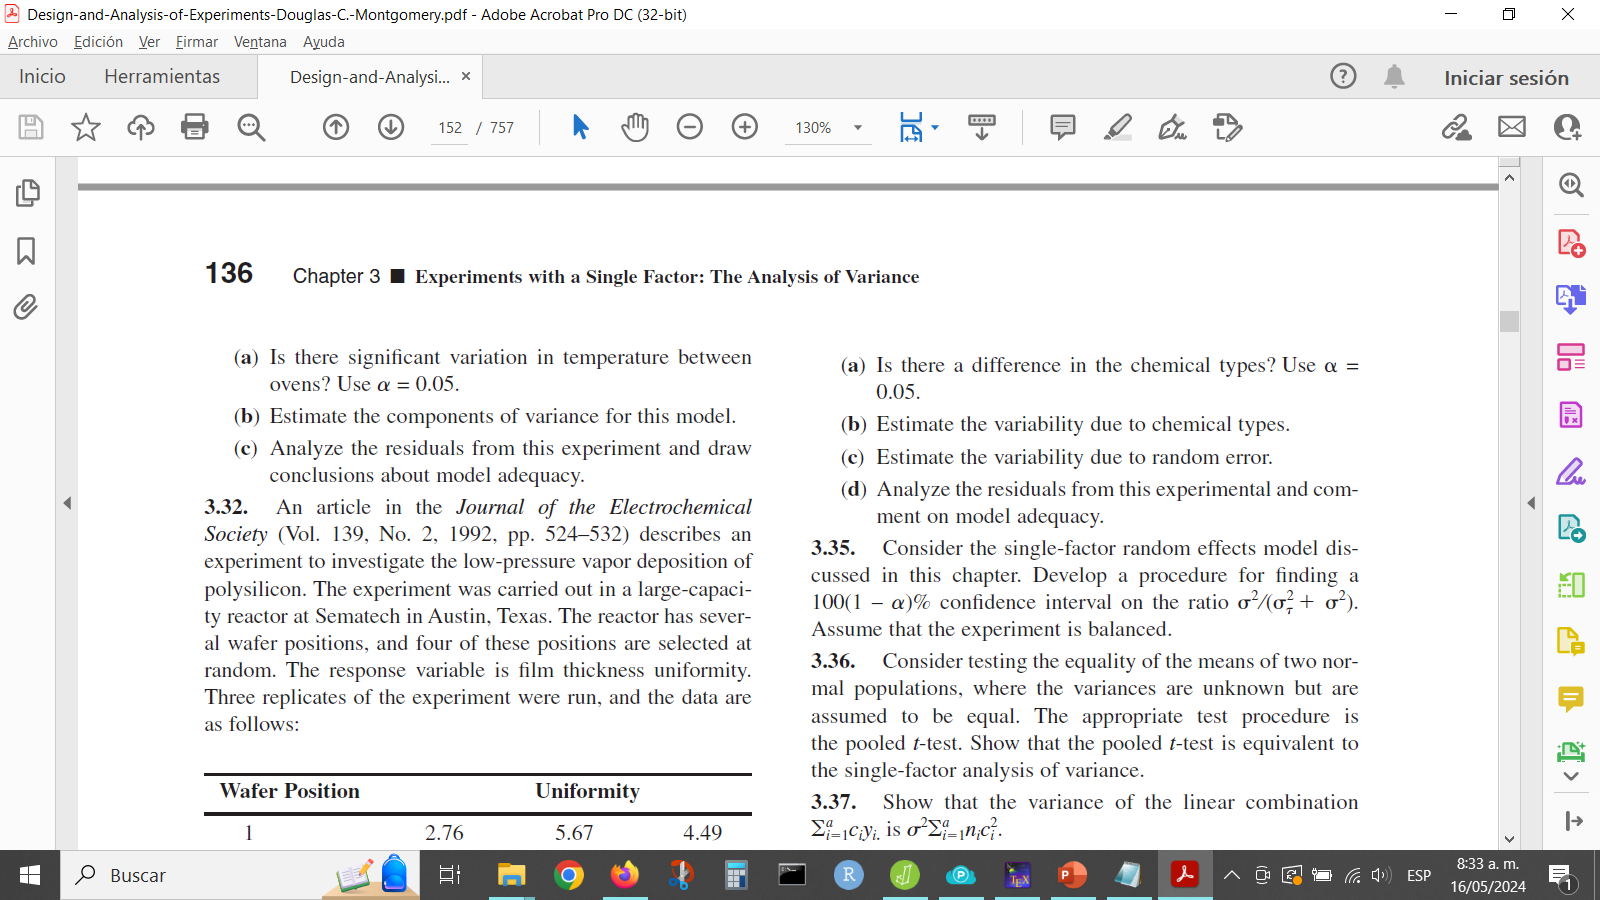 Design-and-Analysis-of-Experiments-Douglas-C.-Montgomery.pdf - Adobe Acrobat Pro DC (32-bit)
Archivo Edición Ver Firmar Ventana Ayuda
Inicio Herramientas Design-and-Analysi... × Iniciar sesión
152 / 757 130%
136 Chapter 3 ■ Experiments with a Single Factor: The Analysis of Variance
(a) Is there significant variation in temperature between
ovens? Use α = 0.05.
(b) Estimate the components of variance for this model.
(c) Analyze the residuals from this experiment and draw
conclusions about model adequacy.
3.32. An article in the Journal of the Electrochemical
Society (Vol. 139, No. 2, 1992, pp. 524–532) describes an
experiment to investigate the low-pressure vapor deposition of
polysilicon. The experiment was carried out in a large-capaci-
ty reactor at Sematech in Austin, Texas. The reactor has sever-
al wafer positions, and four of these positions are selected at
random. The response variable is film thickness uniformity.
Three replicates of the experiment were run, and the data are
as follows:
Wafer Position Uniformity
1 2.76 5.67 4.49
(a) Is there a difference in the chemical types? Use α =
0.05.
(b) Estimate the variability due to chemical types.
(c) Estimate the variability due to random error.
(d) Analyze the residuals from this experimental and com-
ment on model adequacy.
3.35. Consider the single-factor random effects model dis-
cussed in this chapter. Develop a procedure for finding a
100(1 − α)% confidence interval on the ratio σ²/(σ²τ + σ²).
Assume that the experiment is balanced.
3.36. Consider testing the equality of the means of two nor-
mal populations, where the variances are unknown but are
assumed to be equal. The appropriate test procedure is
the pooled t-test. Show that the pooled t-test is equivalent to
the single-factor analysis of variance.
3.37. Show that the variance of the linear combination
Σᵃᵢ₌₁cᵢyᵢ. is σ²Σᵃᵢ₌₁nᵢcᵢ².
Buscar
ESP
8:33 a. m.
16/05/2024
1